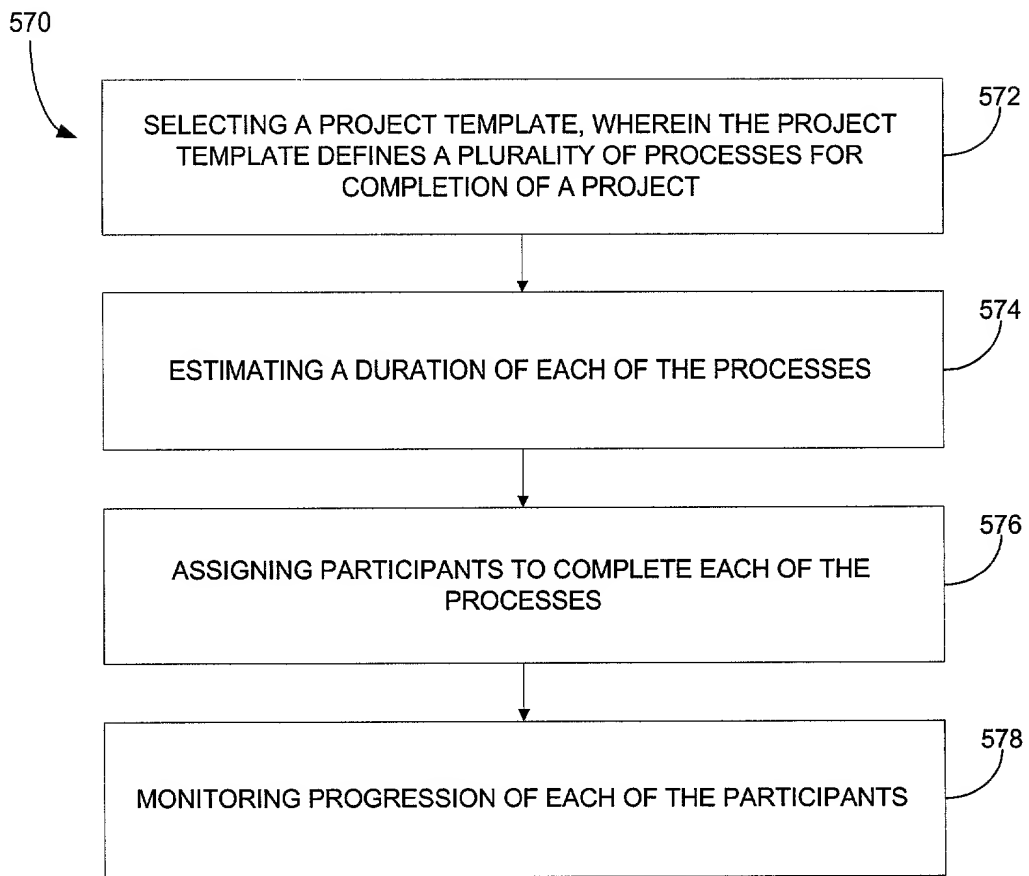 570
572
SELECTING A PROJECT TEMPLATE, WHEREIN THE PROJECT
TEMPLATE DEFINES A PLURALITY OF PROCESSES FOR
COMPLETION OF A PROJECT
574
ESTIMATING A DURATION OF EACH OF THE PROCESSES
576
ASSIGNING PARTICIPANTS TO COMPLETE EACH OF THE
PROCESSES
578
MONITORING PROGRESSION OF EACH OF THE PARTICIPANTS